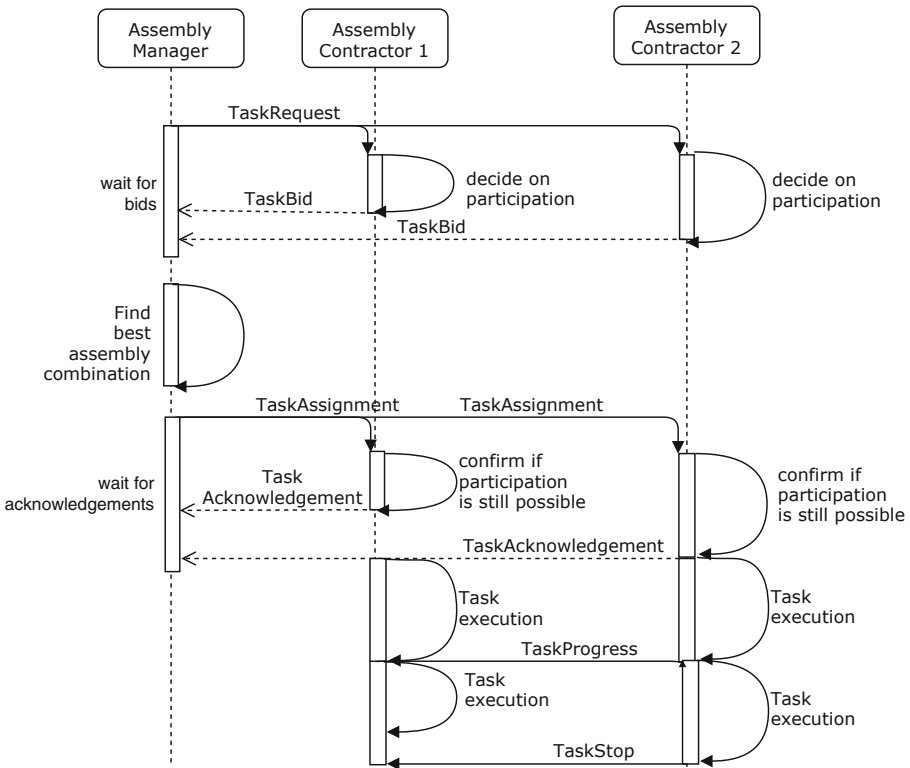 Assembly
Manager
Assembly
Contractor 1
Assembly
Contractor 2
TaskRequest
wait for
bids
decide on
participation
decide on
participation
TaskBid
TaskBid
Find
best
assembly
combination
TaskAssignment
TaskAssignment
wait for
acknowledgements
Task
Acknowledgement
confirm if
participation
is still possible
confirm if
participation
is still possible
TaskAcknowledgement
Task
execution
Task
execution
TaskProgress
Task
execution
Task
execution
TaskStop